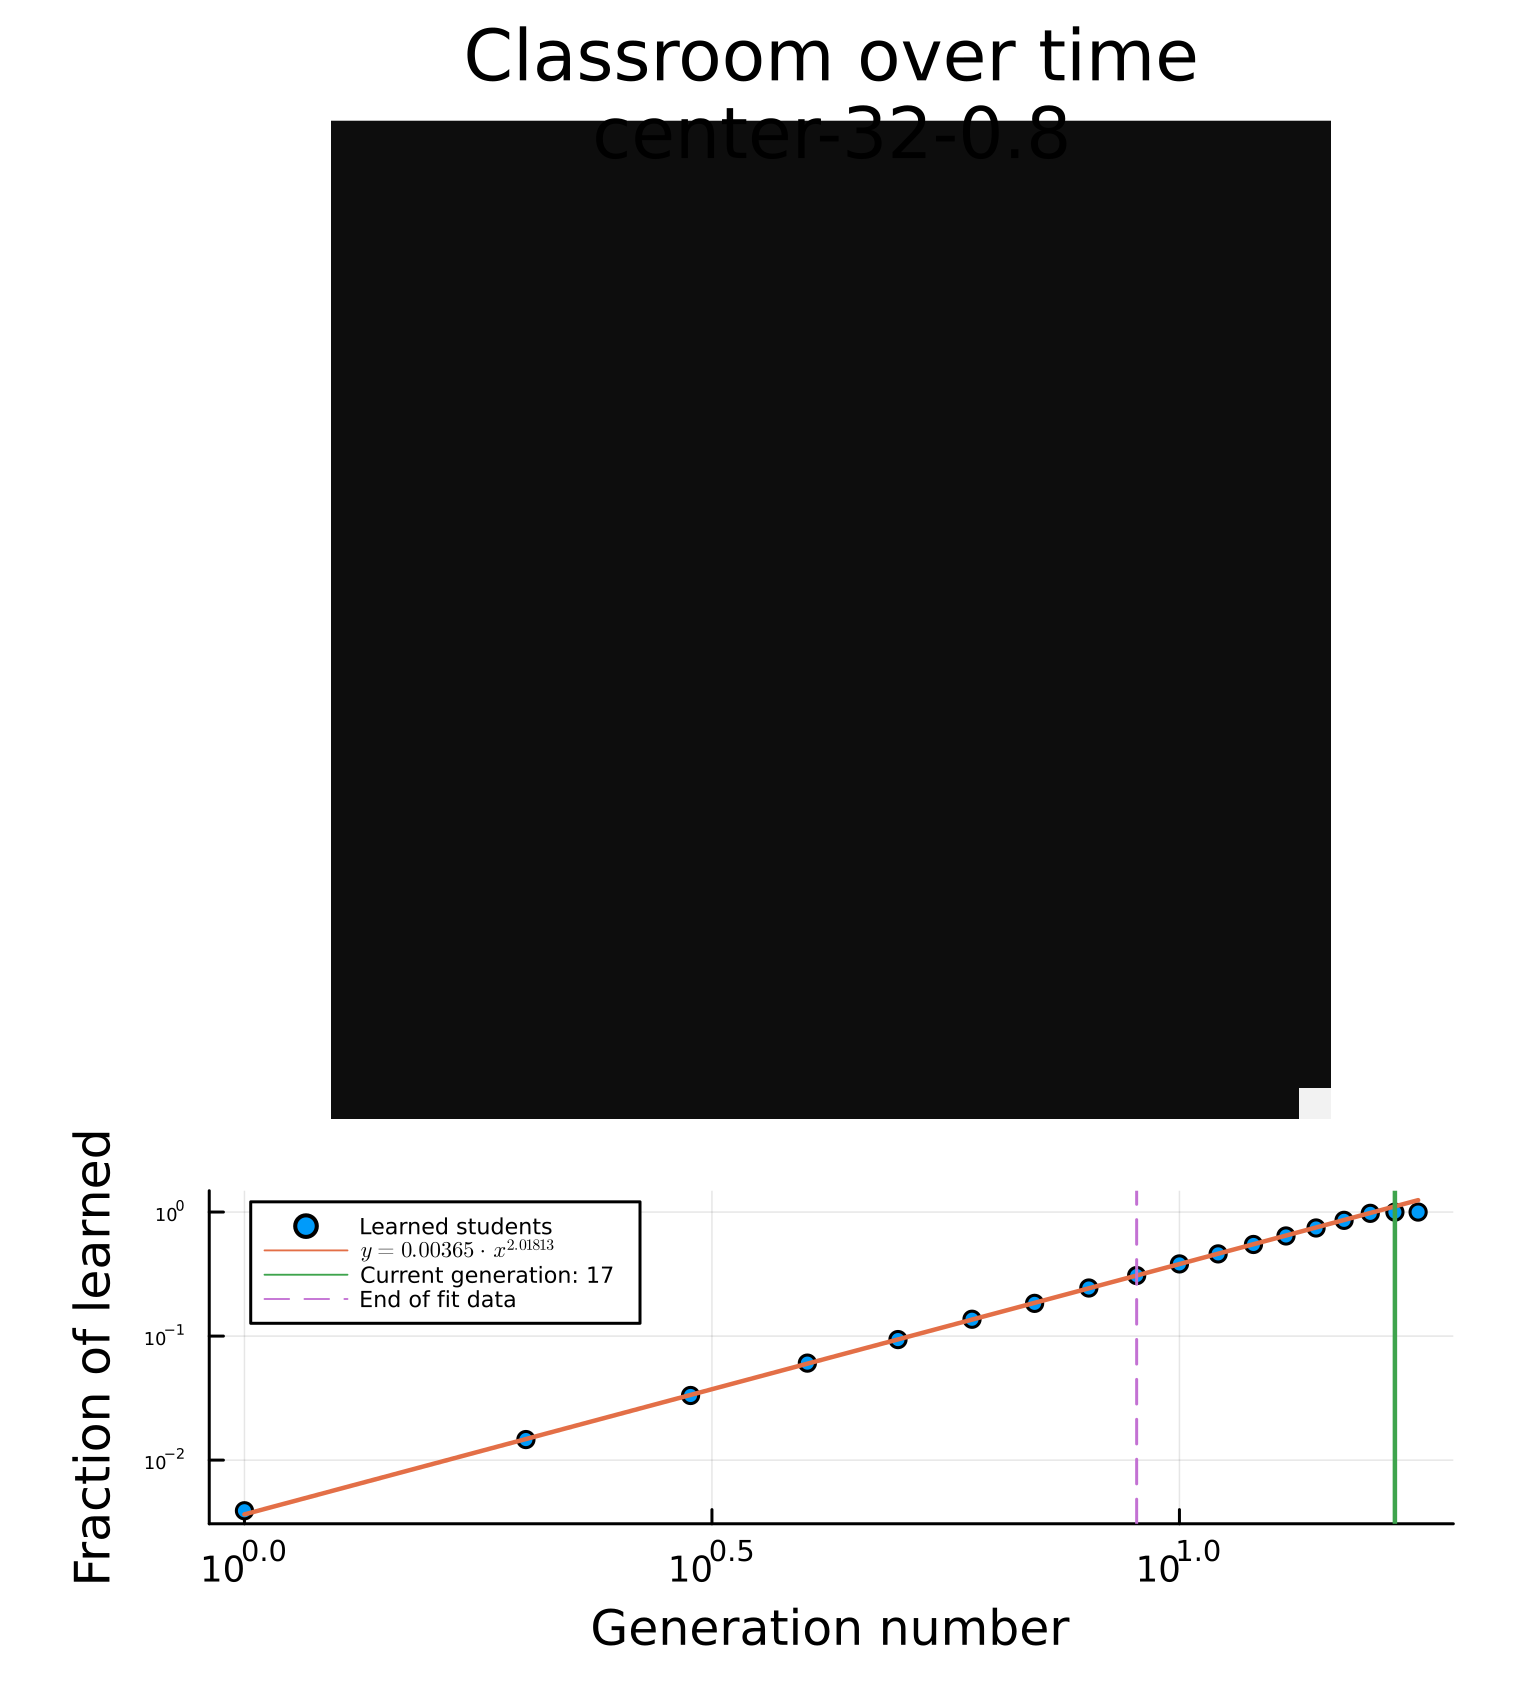 Classroom over time
center-32-0.8
Fraction of learned
10⁰
10⁻¹
10⁻²
Learned students
y = 0.00365 · x^2.01813
Current generation: 17
End of fit data
10^0.0
10^0.5
10^1.0
Generation number